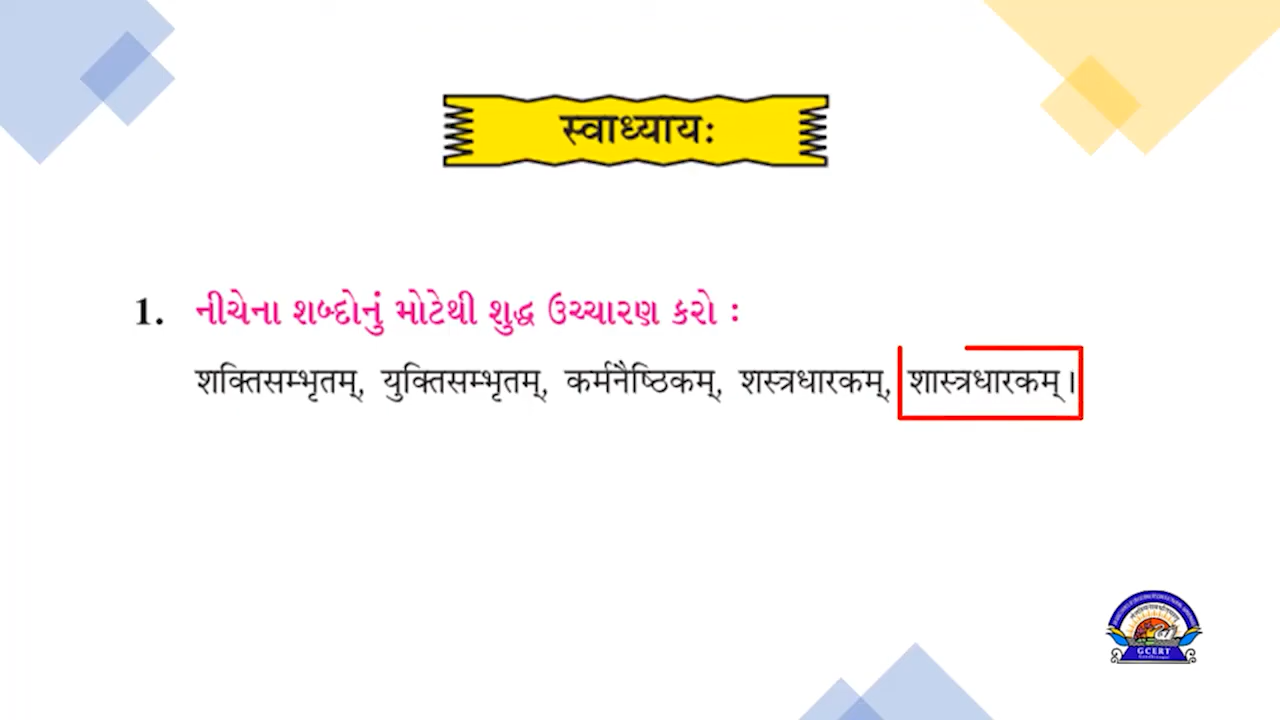 स्वाध्यायः
1. નીચેના શબ્દોનું મોટેથી શુદ્ધ ઉચ્ચારણ કરો :
शक्तिसम्भृतम्, युक्तिसम्भृतम्, कर्मनैष्ठिकम्, शस्त्रधारकम्, शास्त्रधारकम् ।
GCERT